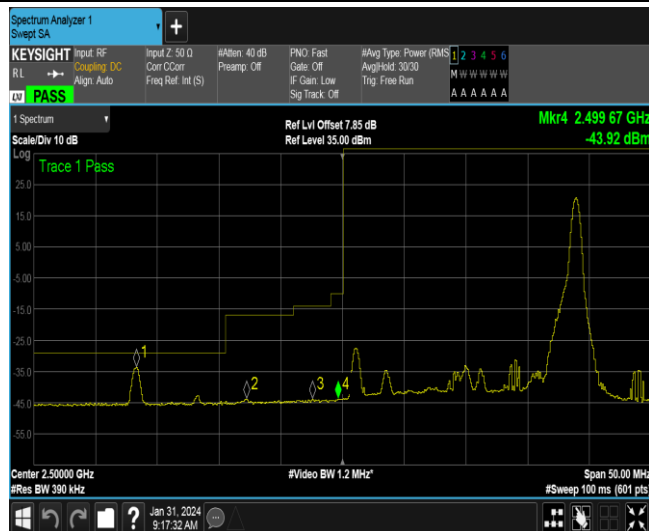 Spectrum Analyzer 1
Swept SA
+
KEYSIGHT Input: RF Input Z: 50 Ω #Atten: 40 dB PNO: Fast #Avg Type: Power (RMS 1 2 3 4 5 6
RL Coupling: DC Corr CCorr Preamp: Off Gate: Off Avg|Hold: 30/30 M W W W W W
Align: Auto Freq Ref: Int (S) IF Gain: Low Trig: Free Run
LXI PASS Sig Track: Off A A A A A A
1 Spectrum Ref Lvl Offset 7.85 dB Mkr4 2.499 67 GHz
Scale/Div 10 dB Ref Level 35.00 dBm -43.92 dBm
Log
Trace 1 Pass
25.0
15.0
5.00
-5.00
-15.0
-25.0
1
-35.0
2 3 4
-45.0
-55.0
Center 2.50000 GHz #Video BW 1.2 MHz* Span 50.00 MHz
#Res BW 390 kHz #Sweep 100 ms (601 pts)
? Jan 31, 2024
9:17:32 AM